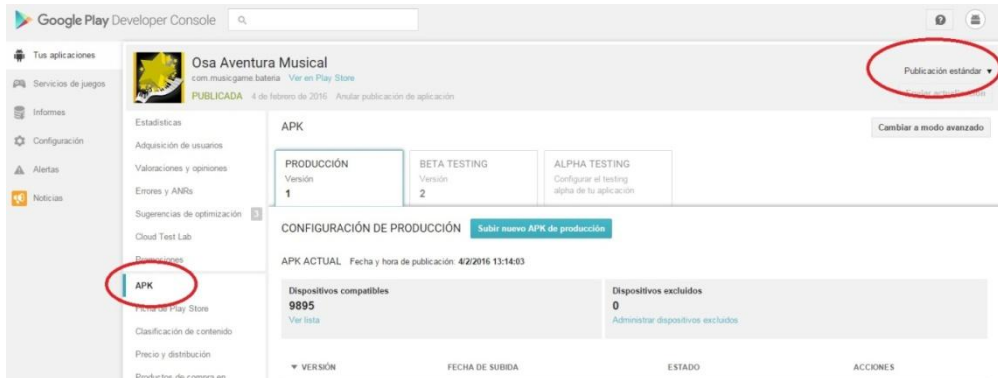 Google Play Developer Console
Tus aplicaciones
Servicios de juegos
Informes
Configuración
Alertas
Noticias
Osa Aventura Musical
com.musicgame.bateria Ver en Play Store
PUBLICADA 4 de febrero de 2016 Anular publicación de aplicación
Publicación estándar
Estadísticas
Adquisición de usuarios
Valoraciones y opiniones
Errores y ANRs
Sugerencias de optimización 3
Cloud Test Lab
Promociones
APK
Ficha de Play Store
Clasificación de contenido
Precio y distribución
Productos de compra en
APK
Cambiar a modo avanzado
PRODUCCIÓN
Versión
1
BETA TESTING
Versión
2
ALPHA TESTING
Configurar el testing
alpha de tu aplicación
CONFIGURACIÓN DE PRODUCCIÓN Subir nuevo APK de producción
APK ACTUAL Fecha y hora de publicación: 4/2/2016 13:14:03
Dispositivos compatibles
9895
Ver lista
Dispositivos excluidos
0
Administrar dispositivos excluidos
VERSIÓN FECHA DE SUBIDA ESTADO ACCIONES